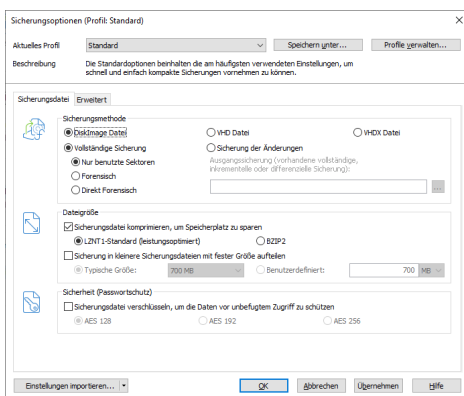 Sicherungsoptionen (Profil: Standard)
Aktuelles Profil Standard Speichern unter... Profile verwalten...
Beschreibung Die Standardoptionen beinhalten die am häufigsten verwendeten Einstellungen, um
schnell und einfach kompakte Sicherungen vornehmen zu können.
Sicherungsdatei Erweitert
Sicherungsmethode
DiskImage Datei VHD Datei VHDX Datei
Vollständige Sicherung Sicherung der Änderungen
Nur benutzte Sektoren Ausgangssicherung (vorhandene vollständige,
inkrementelle oder differenzielle Sicherung):
Forensisch
Direkt Forensisch ...
Dateigröße
Sicherungsdatei komprimieren, um Speicherplatz zu sparen
LZNT1-Standard (leistungsoptimiert) BZIP2
Sicherung in kleinere Sicherungsdateien mit fester Größe aufteilen
Typische Größe: 700 MB Benutzerdefiniert: 700 MB
Sicherheit (Passwortschutz)
Sicherungsdatei verschlüseln, um die Daten vor unbefugtem Zugriff zu schützen
AES 128 AES 192 AES 256
Einstellungen importieren... OK Abbrechen Übernehmen Hilfe